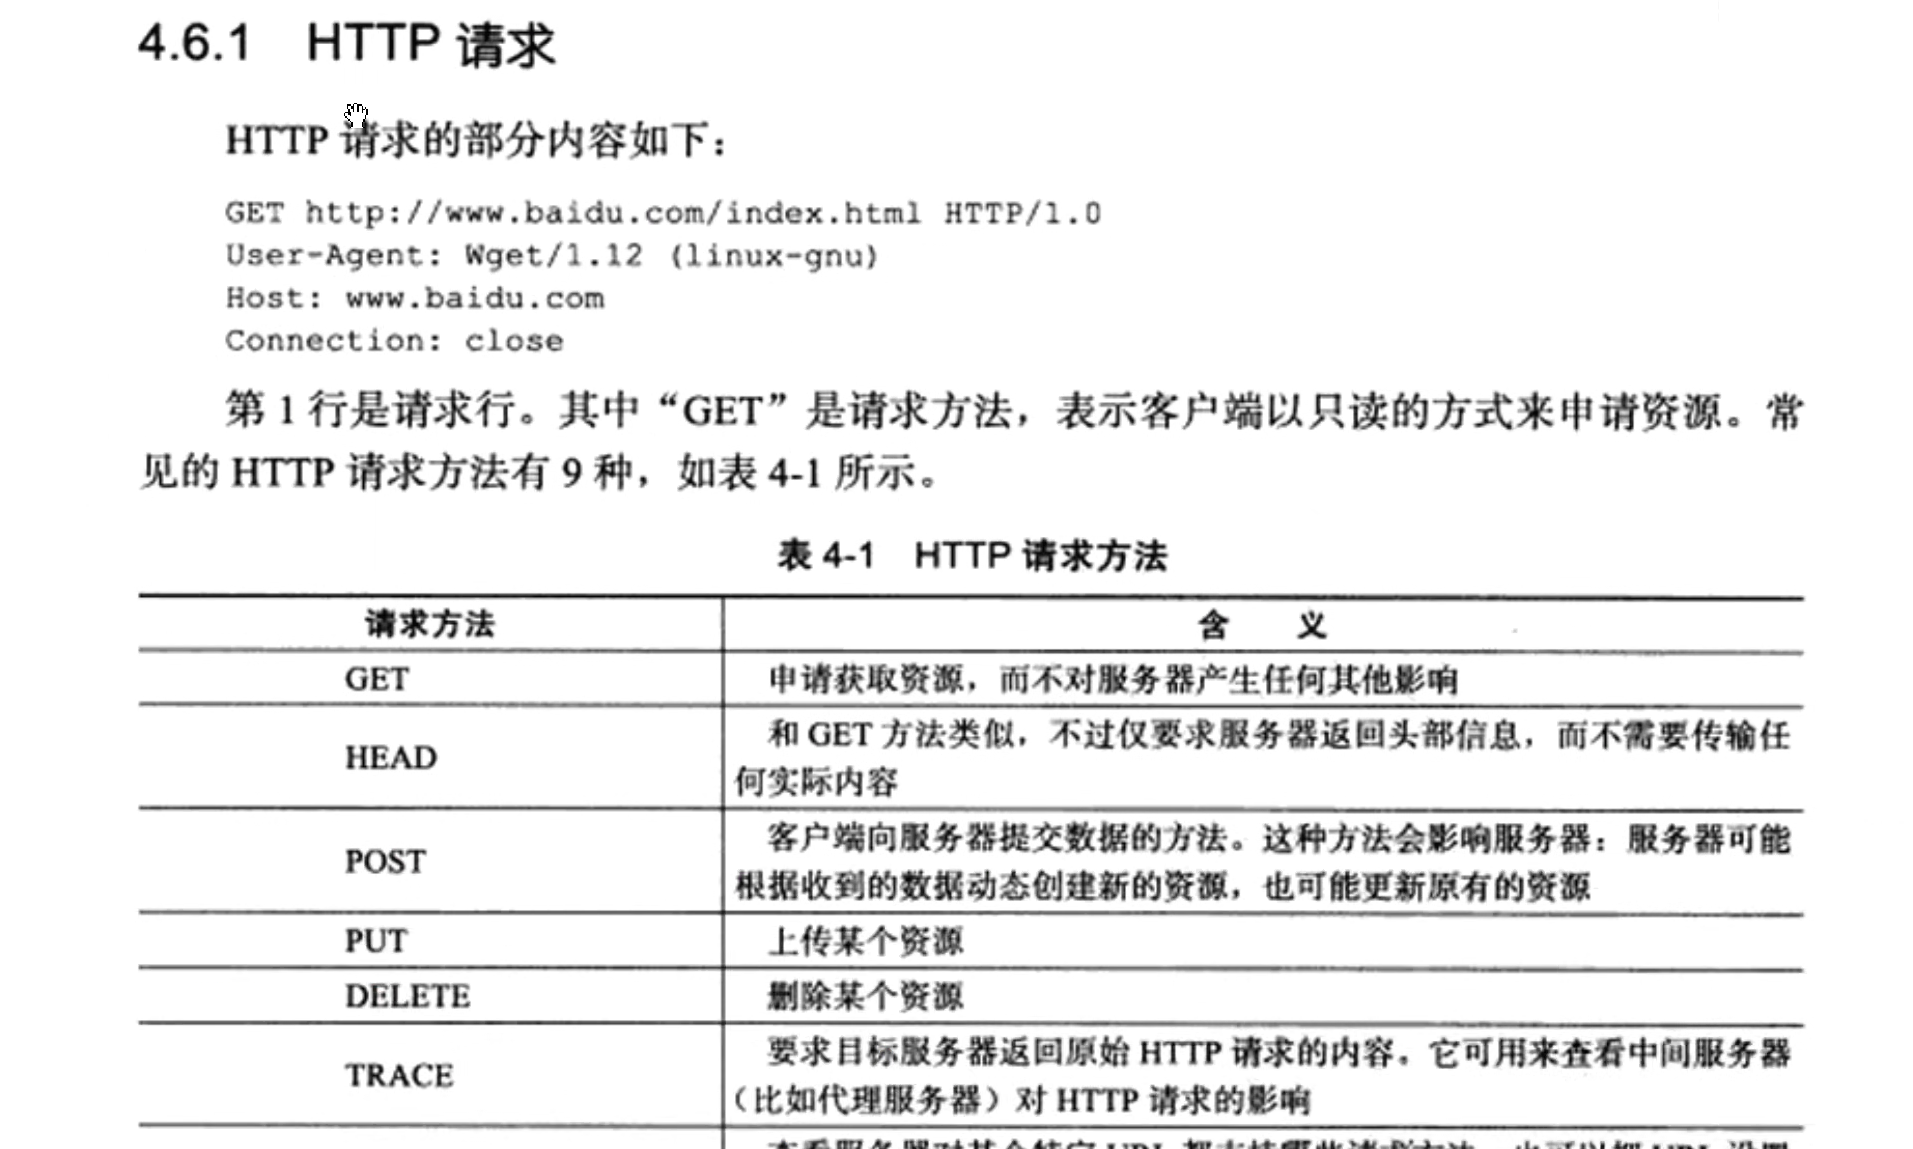 4.6.1 HTTP 请求
HTTP 请求的部分内容如下：
GET http://www.baidu.com/index.html HTTP/1.0
User-Agent: Wget/1.12 (linux-gnu)
Host: www.baidu.com
Connection: close
第 1 行是请求行。其中“GET”是请求方法，表示客户端以只读的方式来申请资源。常
见的 HTTP 请求方法有 9 种，如表 4-1 所示。
表 4-1 HTTP 请求方法
请求方法 含 义
GET 申请获取资源，而不对服务器产生任何其他影响
HEAD 和 GET 方法类似，不过仅要求服务器返回头部信息，而不需要传输任
何实际内容
POST 客户端向服务器提交数据的方法。这种方法会影响服务器：服务器可能
根据收到的数据动态创建新的资源，也可能更新原有的资源
PUT 上传某个资源
DELETE 删除某个资源
TRACE 要求目标服务器返回原始 HTTP 请求的内容。它可用来查看中间服务器
（比如代理服务器）对 HTTP 请求的影响